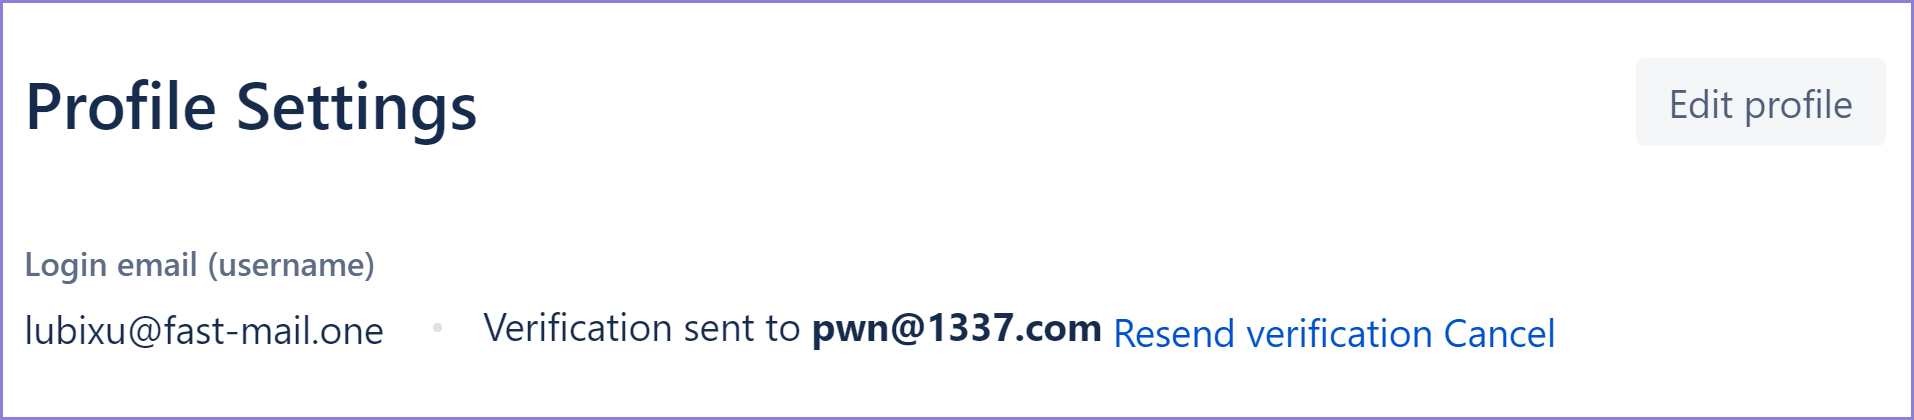 Profile Settings
Edit profile
Login email (username)
lubixu@fast-mail.one • Verification sent to pwn@1337.com Resend verification Cancel